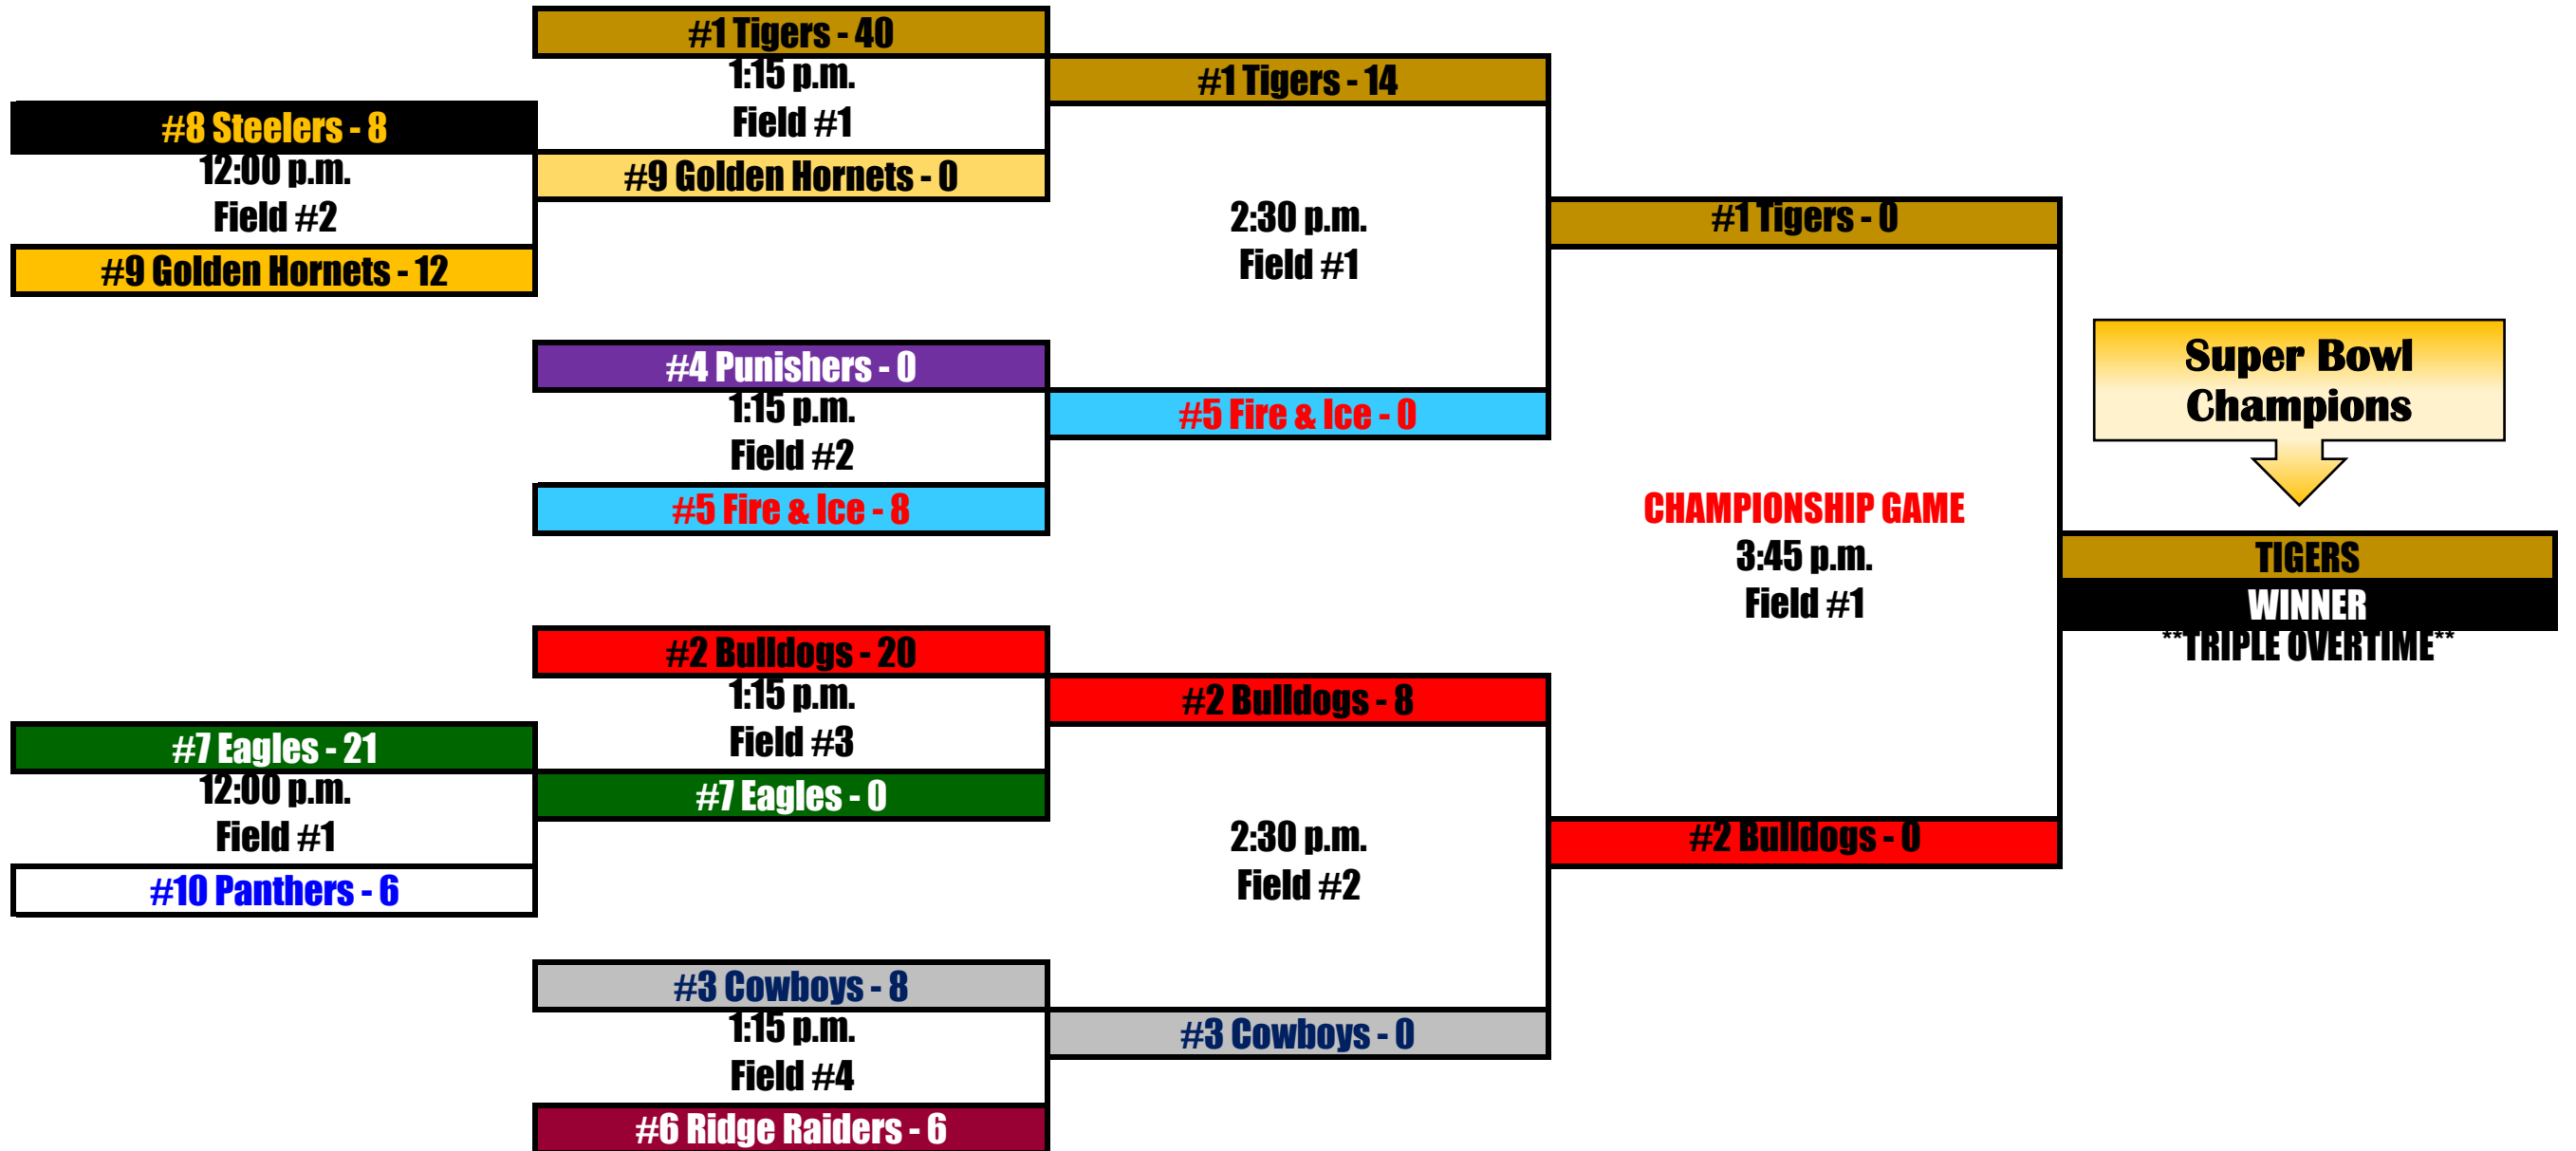 #8 Steelers - 8
12:00 p.m.
Field #2
#9 Golden Hornets - 12
#7 Eagles - 21
12:00 p.m.
Field #1
#10 Panthers - 6
#1 Tigers - 40
1:15 p.m.
Field #1
#9 Golden Hornets - 0
#4 Punishers - 0
1:15 p.m.
Field #2
#5 Fire & Ice - 8
#2 Bulldogs - 20
1:15 p.m.
Field #3
#7 Eagles - 0
#3 Cowboys - 8
1:15 p.m.
Field #4
#6 Ridge Raiders - 6
#1 Tigers - 14
2:30 p.m.
Field #1
#5 Fire & Ice - 0
#2 Bulldogs - 8
2:30 p.m.
Field #2
#3 Cowboys - 0
#1 Tigers - 0
CHAMPIONSHIP GAME
3:45 p.m.
Field #1
#2 Bulldogs - 0
Super Bowl
Champions
TIGERS
WINNER
**TRIPLE OVERTIME**